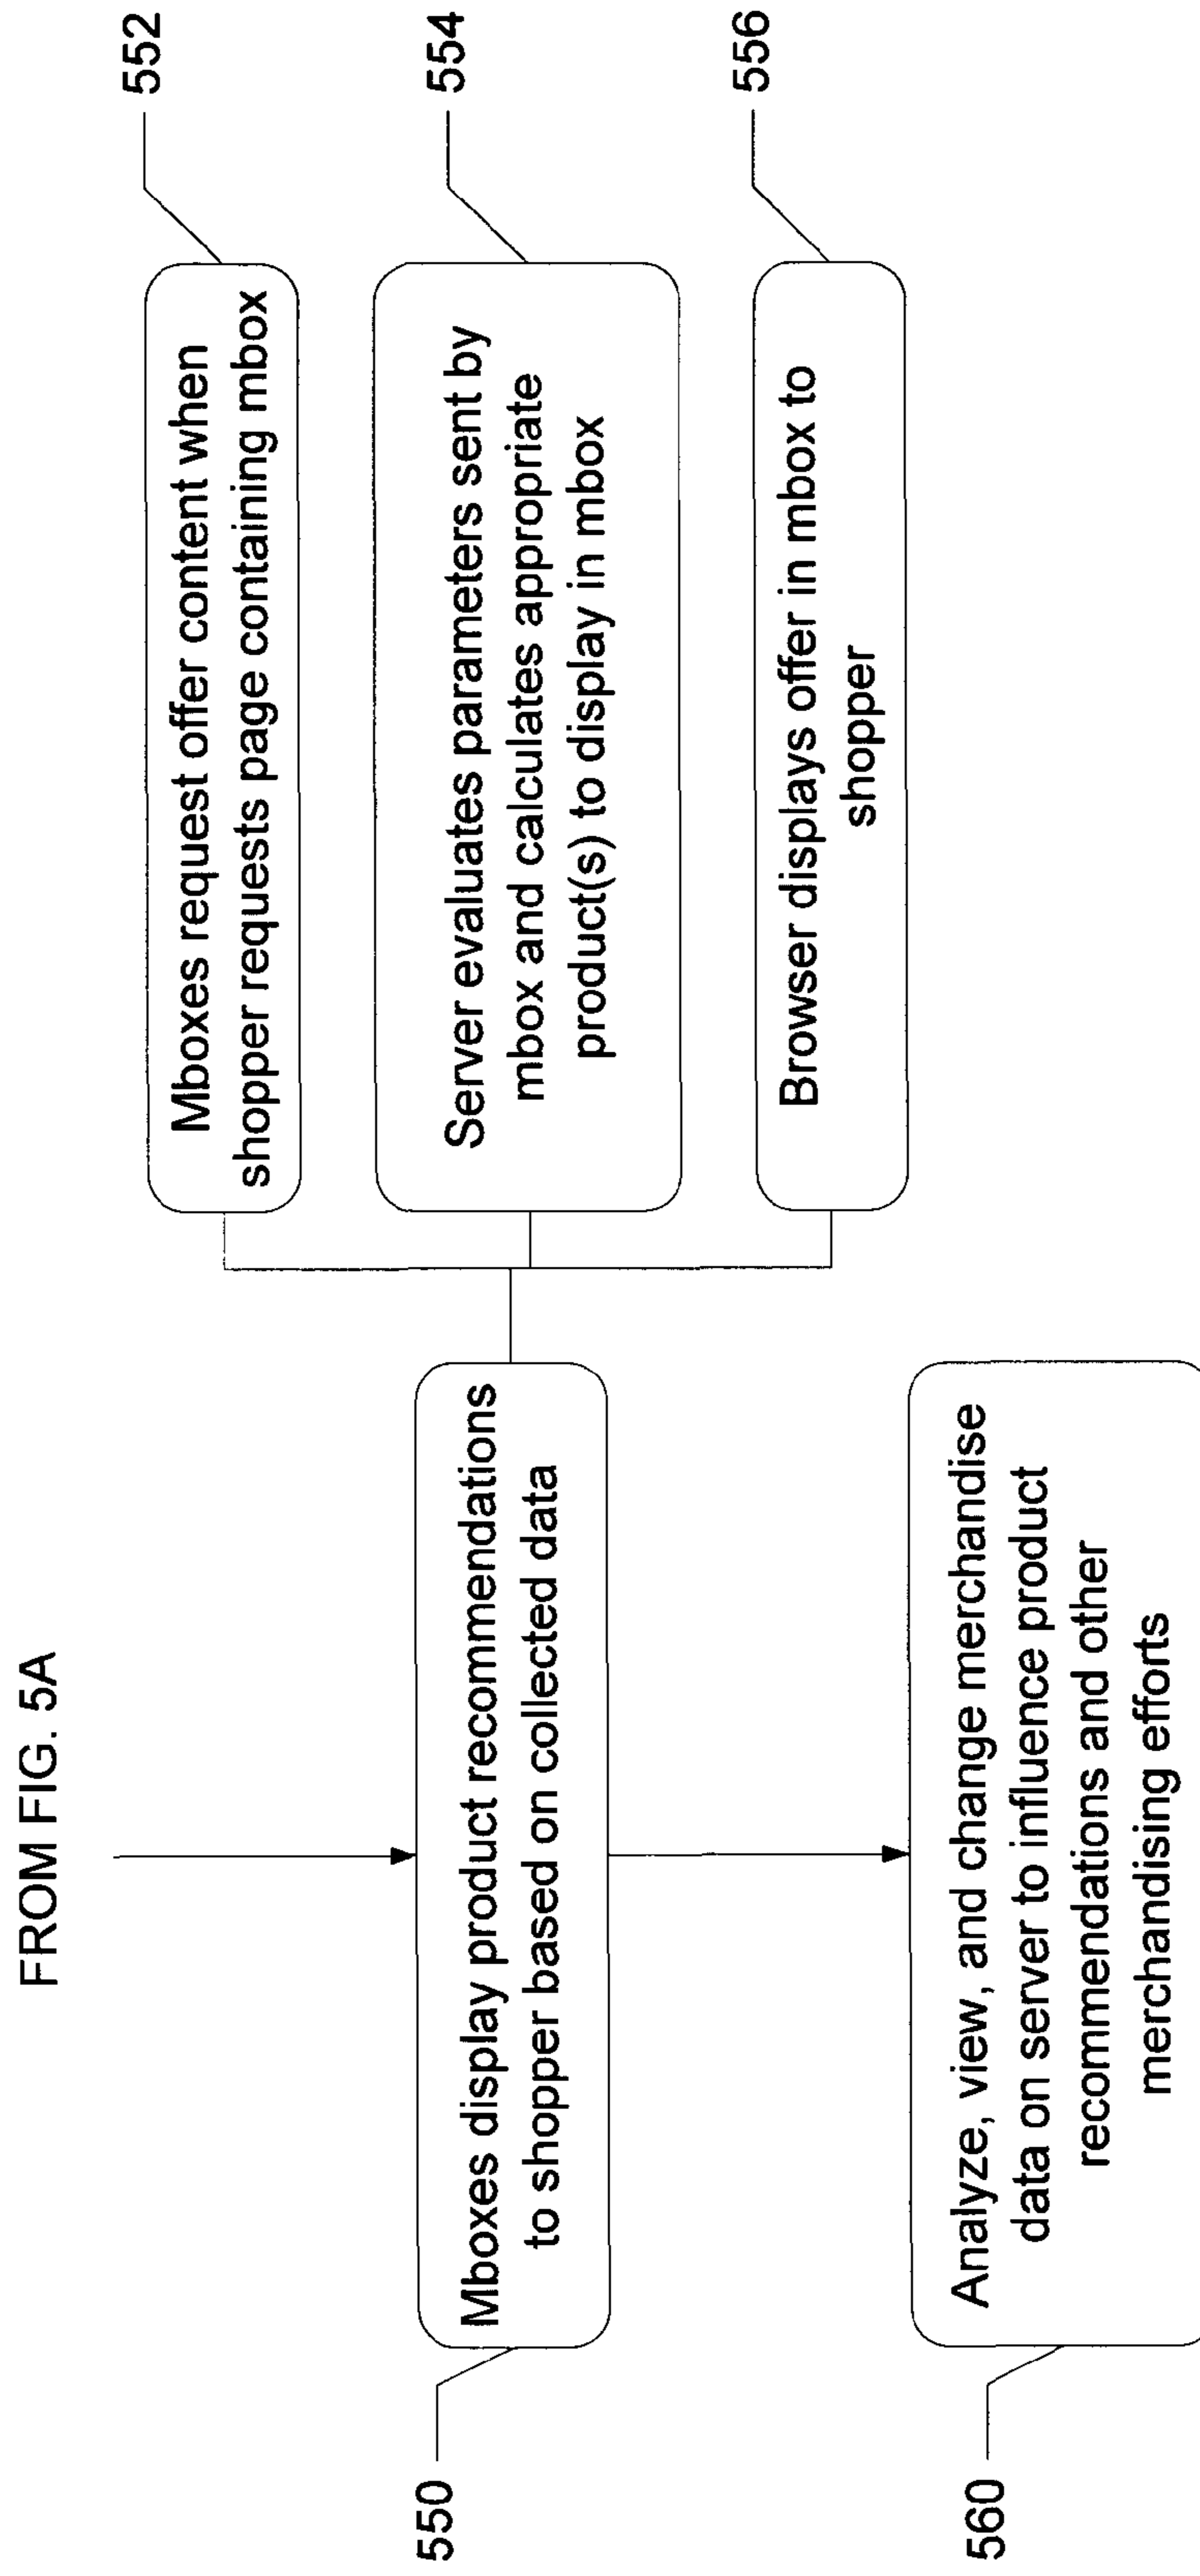 FROM FIG. 5A
550
Mboxes display product recommendations
to shopper based on collected data
552
Mboxes request offer content when
shopper requests page containing mbox
554
Server evaluates parameters sent by
mbox and calculates appropriate
product(s) to display in mbox
556
Browser displays offer in mbox to
shopper
560
Analyze, view, and change merchandise
data on server to influence product
recommendations and other
merchandising efforts